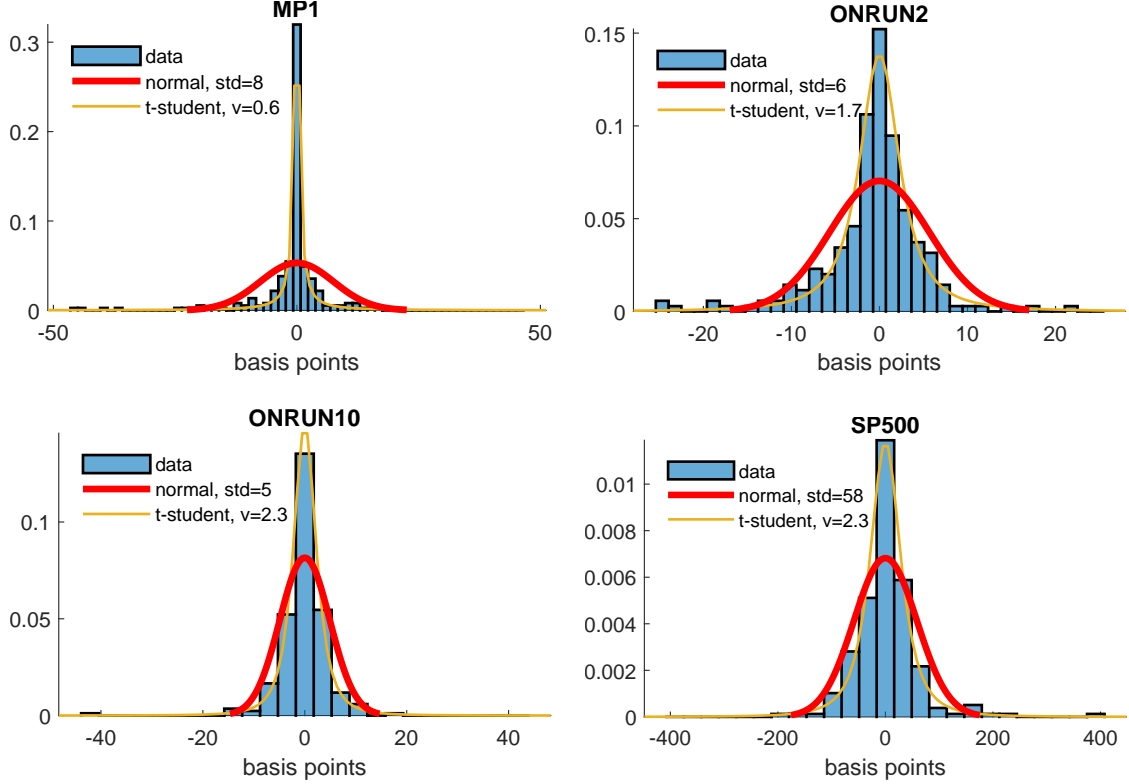 MP1
0.3
0.2
0.1
0
-50
0
50
basis points
data
normal, std=8
t-student, v=0.6
ONRUN2
0.15
0.1
0.05
0
-20
-10
0
10
20
basis points
data
normal, std=6
t-student, v=1.7
ONRUN10
0.1
0.05
0
-40
-20
0
20
40
basis points
data
normal, std=5
t-student, v=2.3
SP500
0.01
0.008
0.006
0.004
0.002
0
-400
-200
0
200
400
basis points
data
normal, std=58
t-student, v=2.3